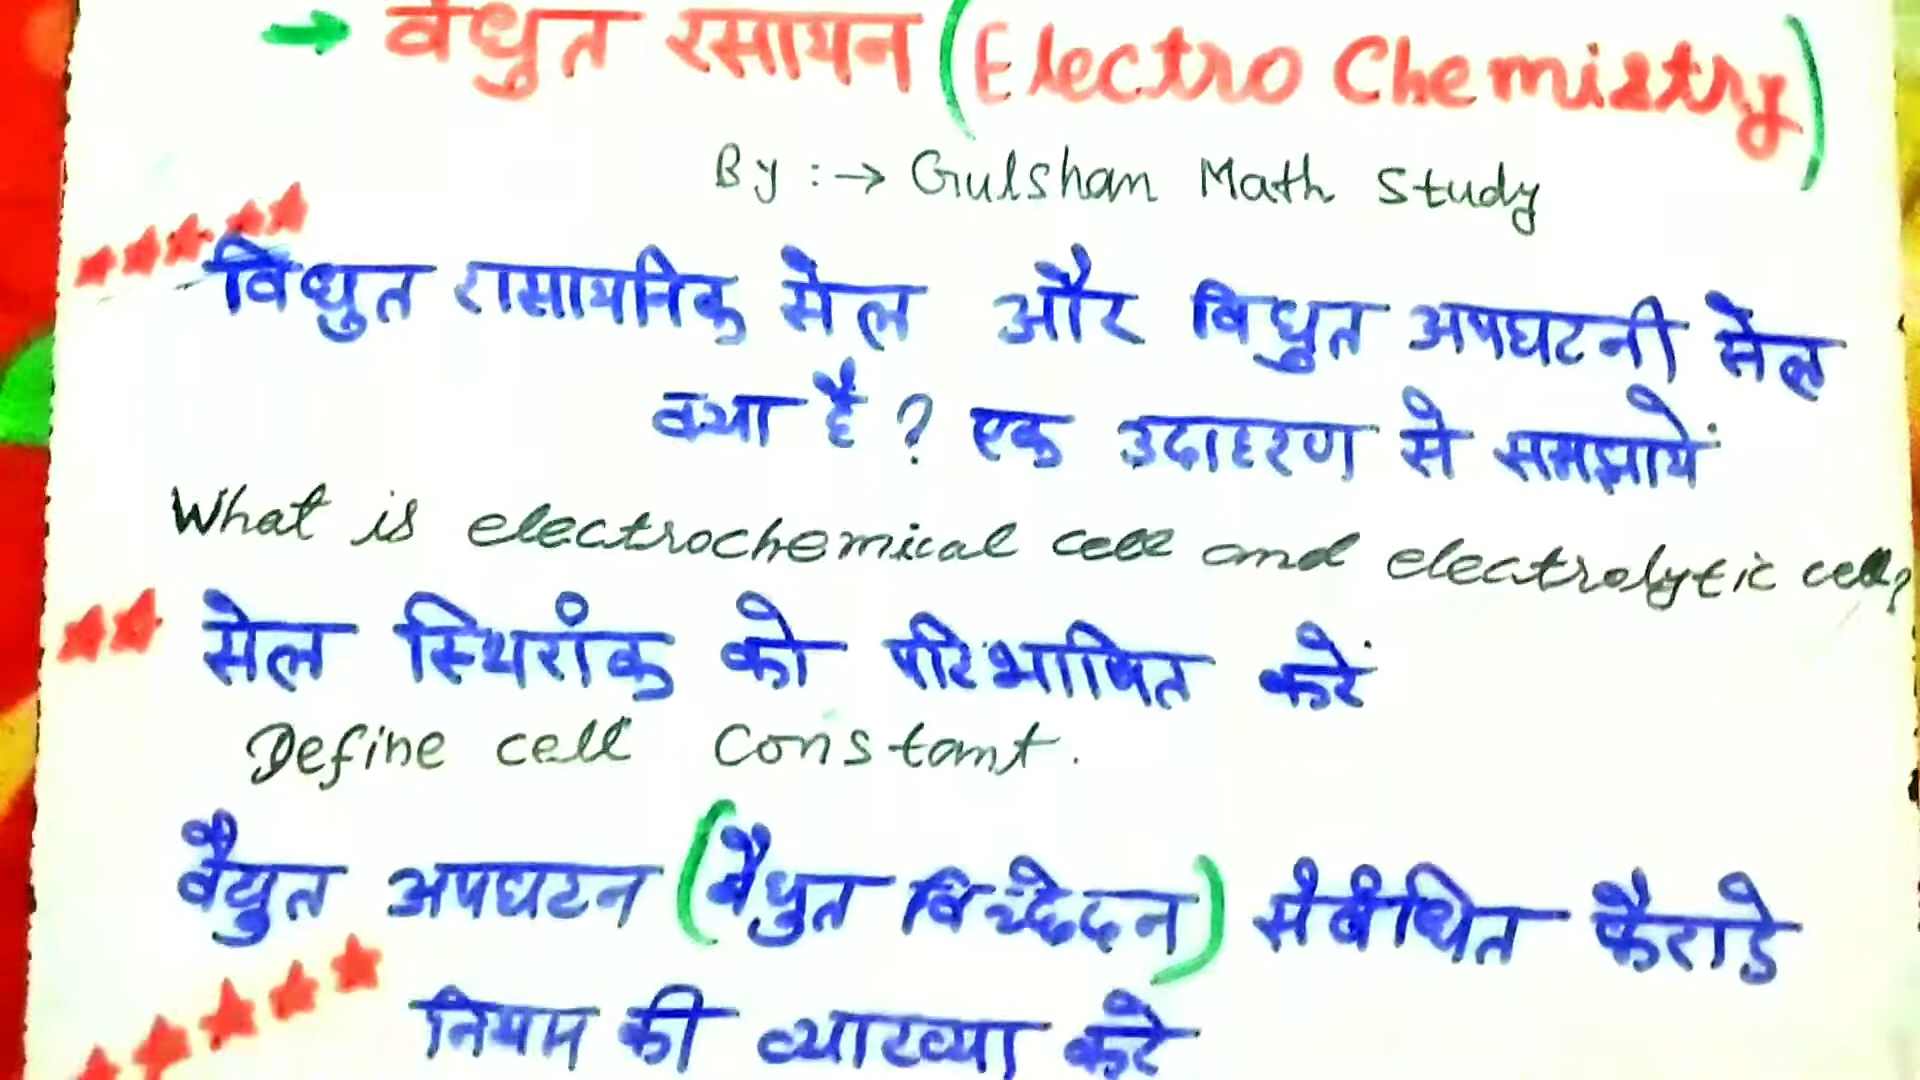 → वैधुत रसायन (Electro Chemistry)
By :→ Gulshan Math Study
विधुत रासायनिक सेल और विधुत अपघटनी सेल
क्या है ? एक उदाहरण से समझायें
What is electrochemical cell and electrolytic cell?
सेल स्थिरांक को परिभाषित करें
Define cell constant.
वैद्युत अपघटन (वैधुत विच्छेदन) संबंधित फैराडे
नियम की व्याख्या करे